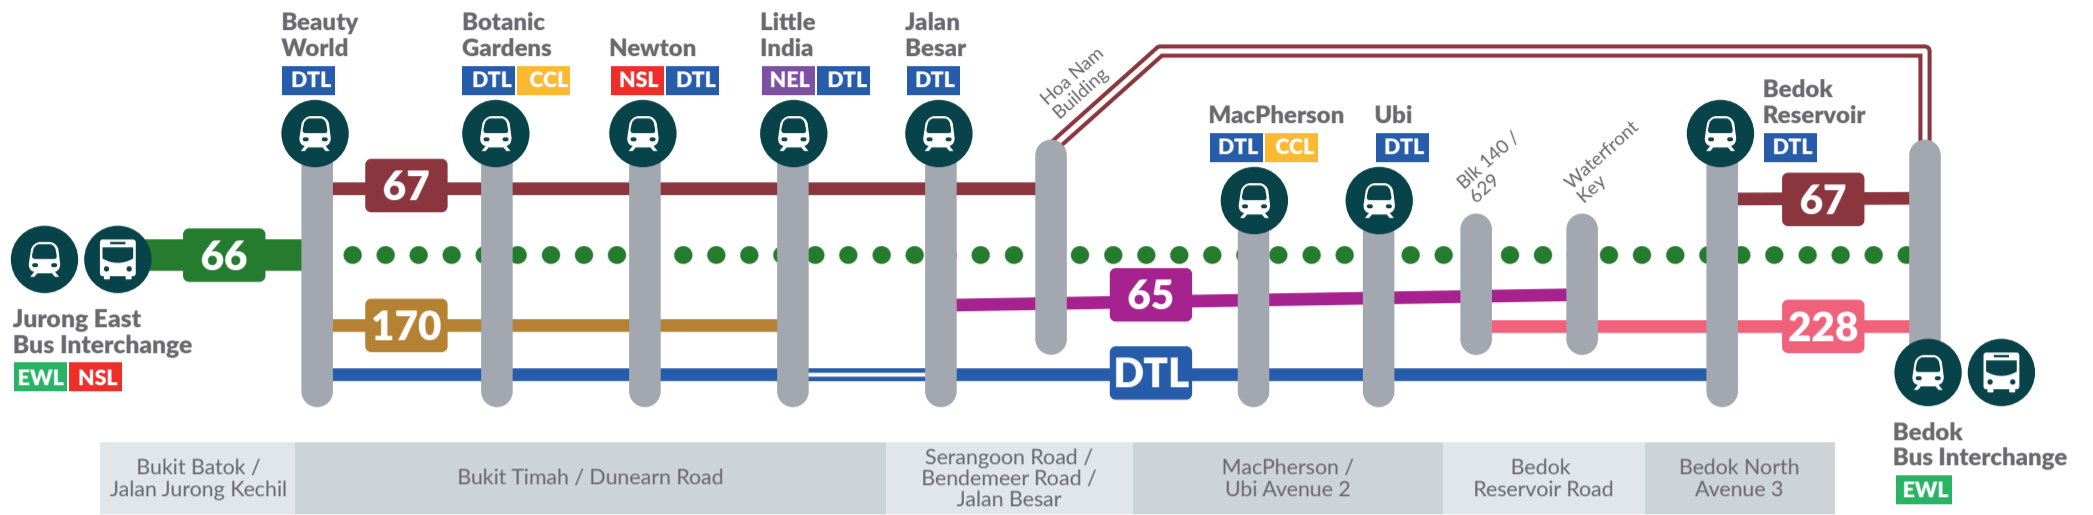 Beauty
World
DTL
Botanic
Gardens
DTL CCL
Newton
NSL DTL
Little
India
NEL DTL
Jalan
Besar
DTL
Hoa Nam
Building
MacPherson
DTL CCL
Ubi
DTL
Blk 140 /
629
Waterfront
Key
Bedok
Reservoir
DTL
67
67
66
65
170
228
DTL
Jurong East
Bus Interchange
EWL NSL
Bedok
Bus Interchange
EWL
Bukit Batok /
Jalan Jurong Kechil
Bukit Timah / Dunearn Road
Serangoon Road /
Bendemeer Road /
Jalan Besar
MacPherson /
Ubi Avenue 2
Bedok
Reservoir Road
Bedok North
Avenue 3